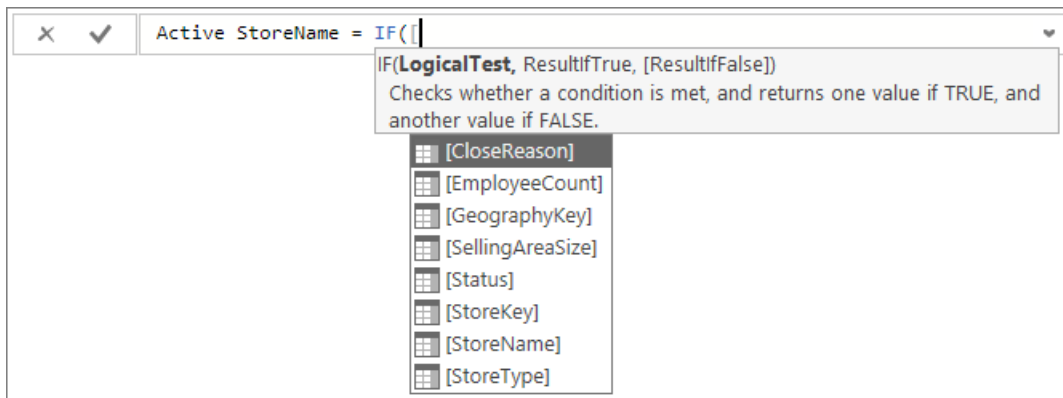 Active StoreName = IF([
IF(LogicalTest, ResultIfTrue, [ResultIfFalse])
Checks whether a condition is met, and returns one value if TRUE, and
another value if FALSE.
[CloseReason]
[EmployeeCount]
[GeographyKey]
[SellingAreaSize]
[Status]
[StoreKey]
[StoreName]
[StoreType]